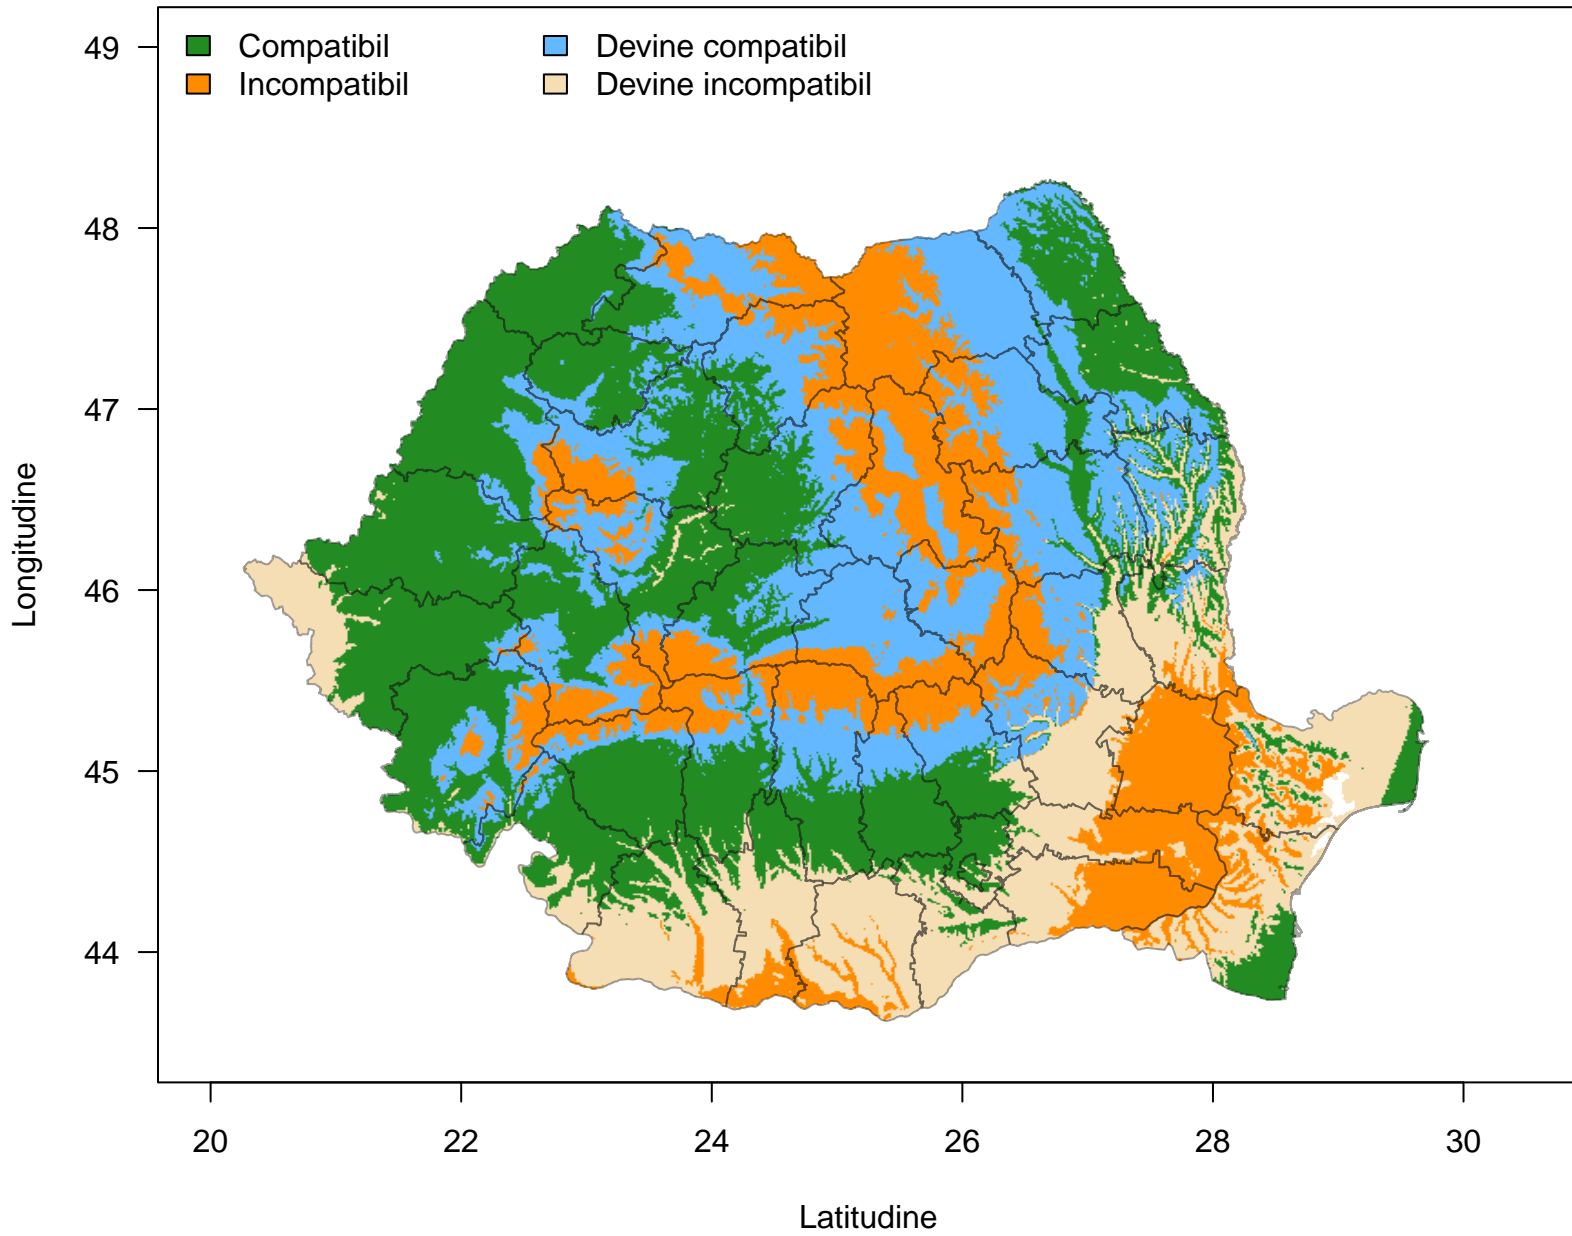 Compatibil
Incompatibil
Devine compatibil
Devine incompatibil
49
48
47
46
45
44
Longitudine
20 22 24 26 28 30
Latitudine